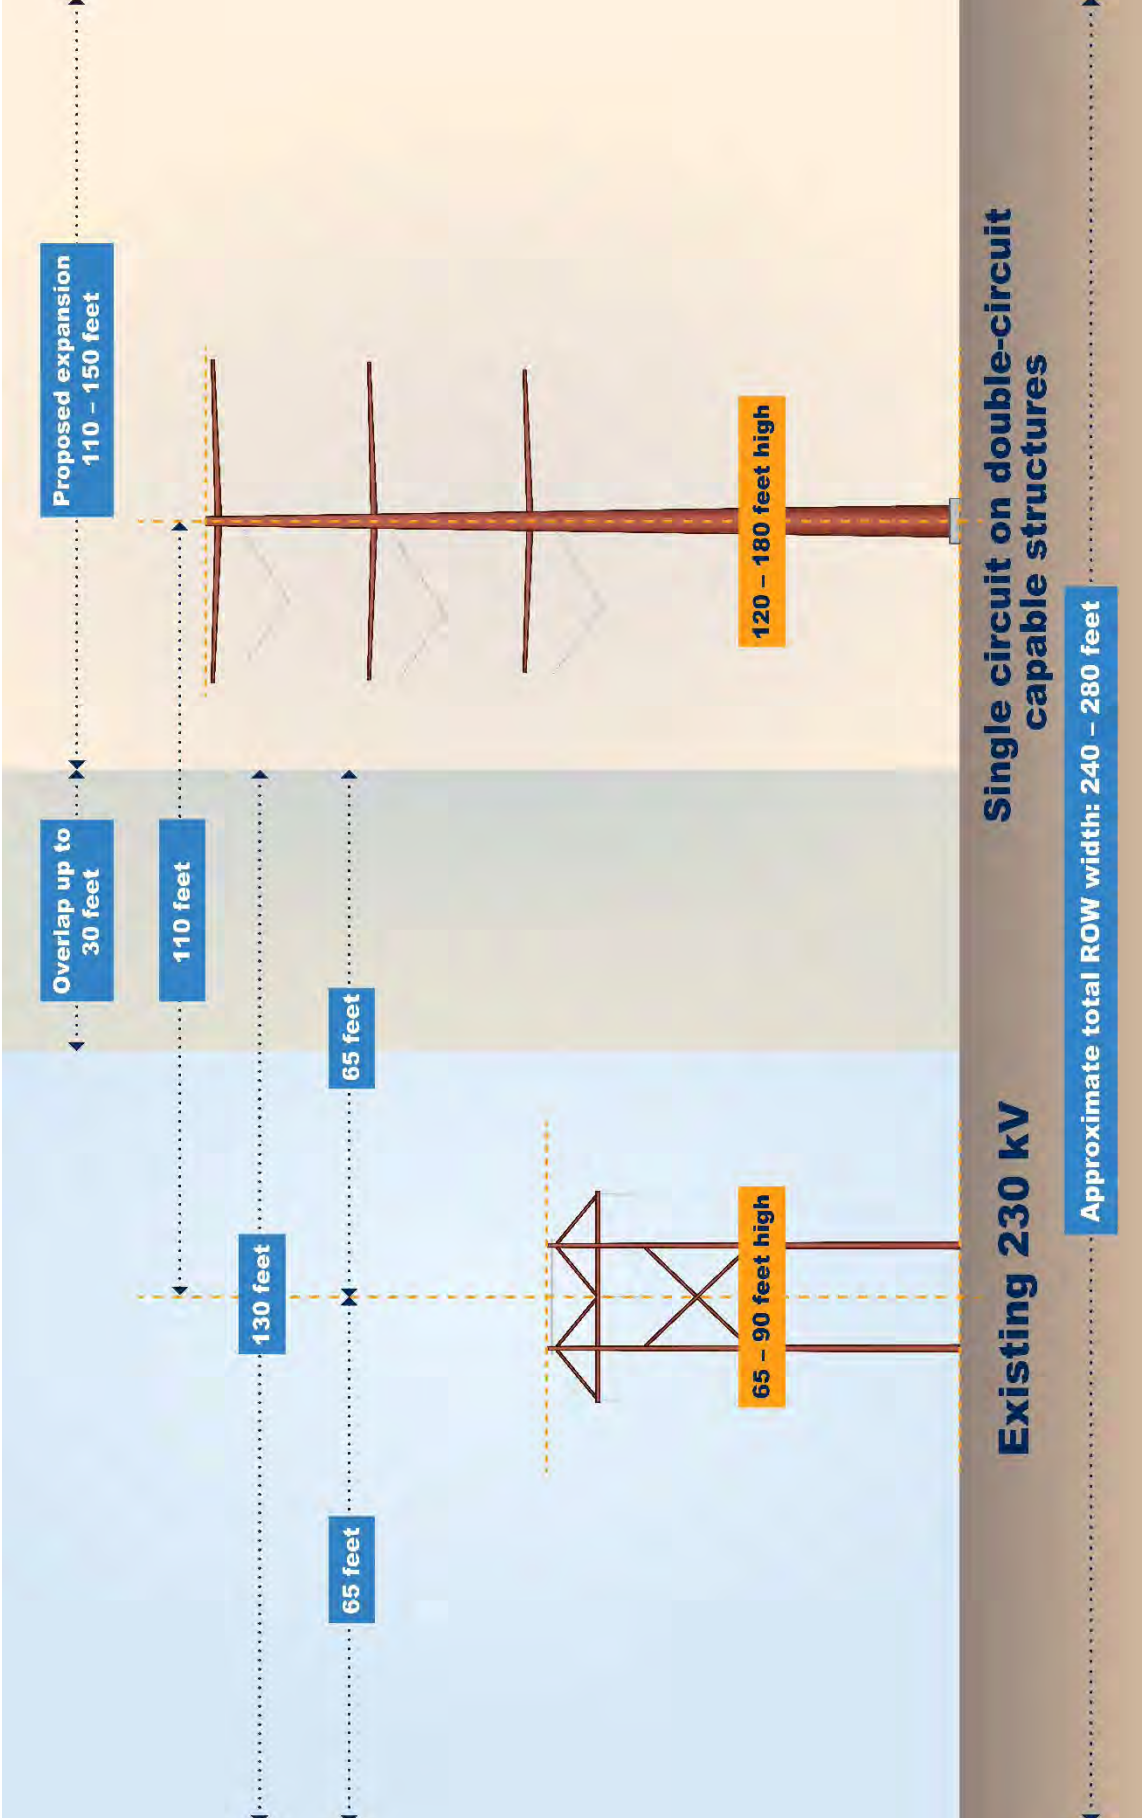 Overlap up to
30 feet
Proposed expansion
110 – 150 feet
110 feet
130 feet
65 feet
65 feet
65 – 90 feet high
120 – 180 feet high
Existing 230 kV
Single circuit on double-circuit
capable structures
Approximate total ROW width: 240 – 280 feet